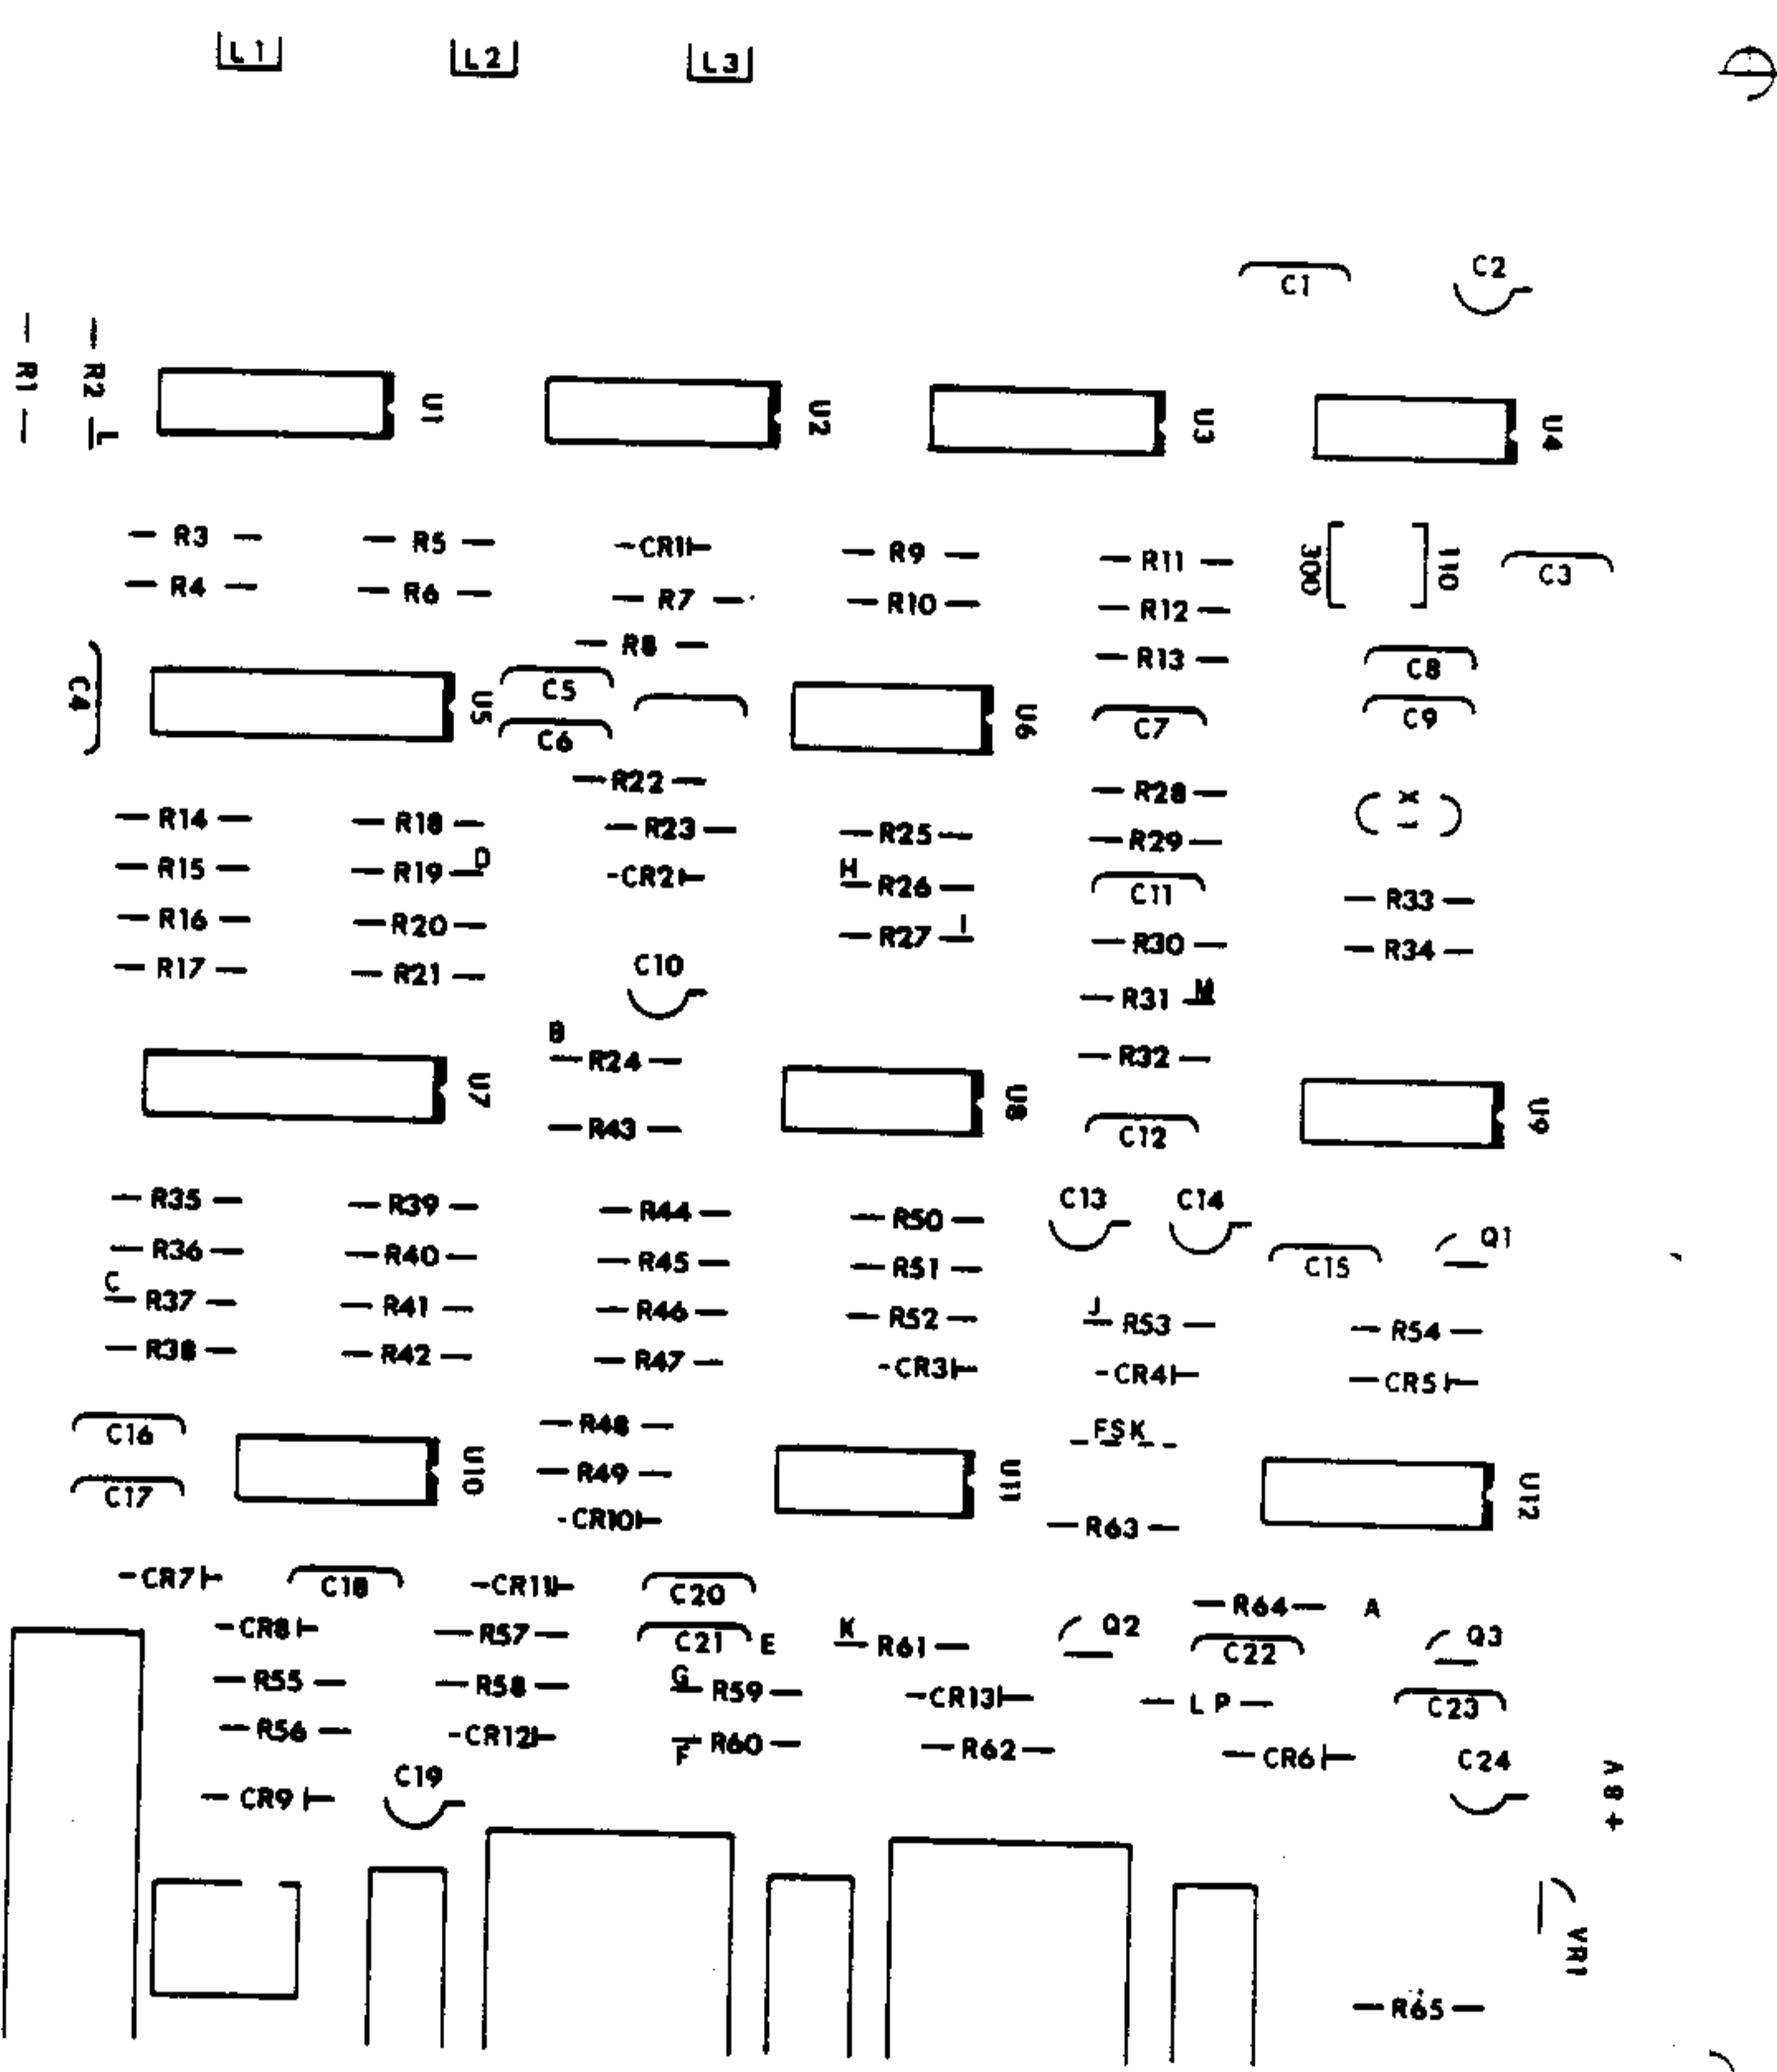 L1 L2 L3
C1 C2
R1 R2 L U1 U2 U3 U4
R3 R5 CR1 R9 R11 300 110 C3
R4 R6 R7 R10 R12
R8 R13 C8
C4 U5 C5 U6 C7 C9
C6
R22 R28 X
R14 R18 R23 R25 R29
R15 R19 D CR2 H R26 C11 R33
R16 R20 R27 I R30 R34
R17 R21 C10 R31 M
B
U7 R24 U8 R32 U9
R43 C12
R35 R39 R44 R50 C13 C14 Q1
R36 R40 R45 R51 C15
C R37 R41 R46 R52 J R53 R54
R38 R42 R47 CR3 CR4 CR5
C16 R48 FSK
C17 U10 R49 U11 U12
CR10 R63
CR7 C18 CR11 C20 R64 A
CR8 R57 C21 E K R61 Q2 C22 Q3
R55 R58 G R59 CR13 LP C23
R56 CR12 F R60 R62 CR6 C24
CR9 C19 +8V
VR1
R65